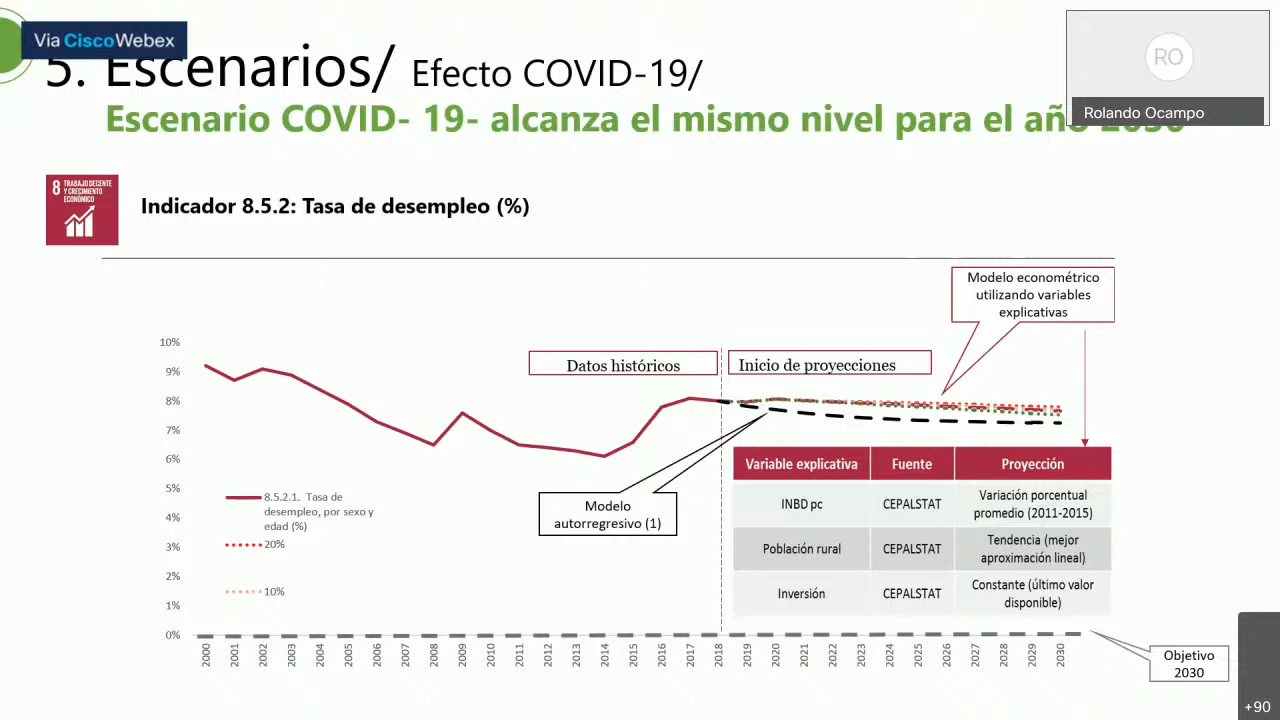 Via Cisco Webex
5. Escenarios/ Efecto COVID-19/
Escenario COVID- 19- alcanza el mismo nivel para el año 2030
RO
Rolando Ocampo
8 TRABAJO DECENTE
Y CRECIMIENTO
ECONÓMICO
Indicador 8.5.2: Tasa de desempleo (%)
Modelo econométrico
utilizando variables
explicativas
Datos históricos
Inicio de proyecciones
10%
9%
8%
7%
6%
5%
4%
3%
2%
1%
0%
8.5.2.1. Tasa de
desempleo, por sexo y
edad (%)
20%
10%
Modelo
autorregresivo (1)
Variable explicativa Fuente Proyección
INBD pc CEPALSTAT Variación porcentual
promedio (2011-2015)
Población rural CEPALSTAT Tendencia (mejor
aproximación lineal)
Inversión CEPALSTAT Constante (último valor
disponible)
2000 2001 2002 2003 2004 2005 2006 2007 2008 2009 2010 2011 2012 2013 2014 2015 2016 2017 2018 2019 2020 2021 2022 2023 2024 2025 2026 2027 2028 2029 2030
Objetivo
2030
+90